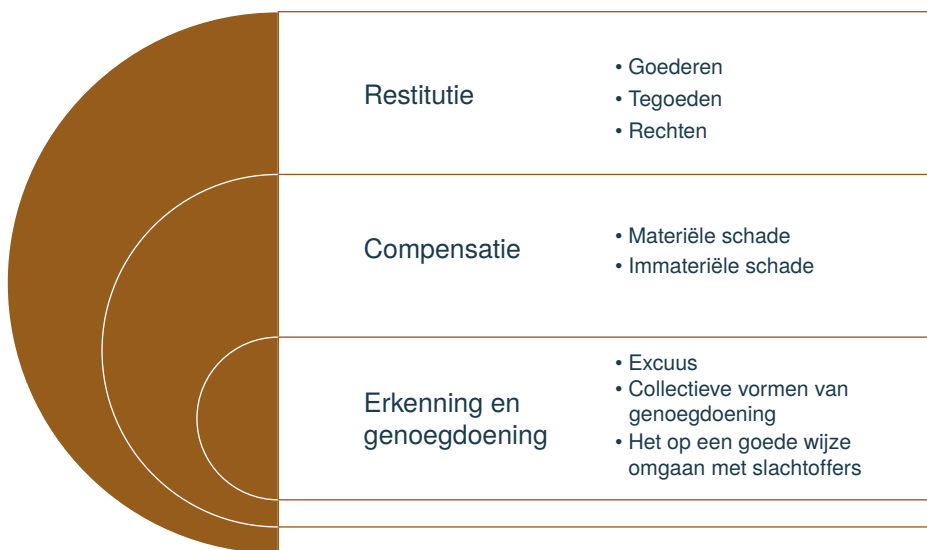 Restitutie
• Goederen
• Tegoeden
• Rechten
Compensatie
• Materiële schade
• Immateriële schade
Erkenning en
genoegdoening
• Excuus
• Collectieve vormen van
genoegdoening
• Het op een goede wijze
omgaan met slachtoffers